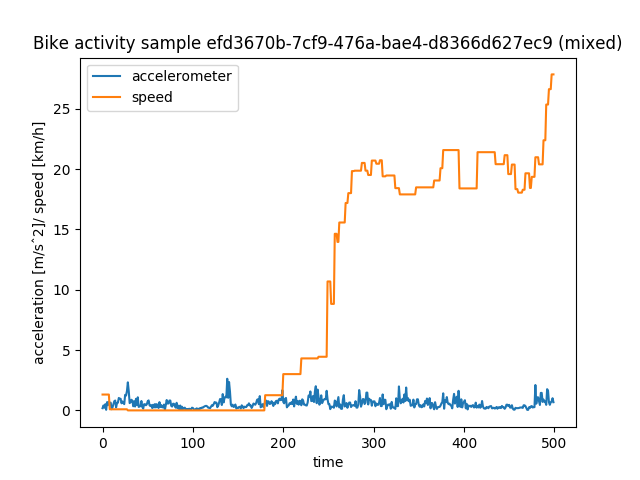 Bike activity sample efd3670b-7cf9-476a-bae4-d8366d627ec9 (mixed)
accelerometer
speed
acceleration [m/s^2]/ speed [km/h]
25
20
15
10
5
0
0
100
200
300
400
500
time